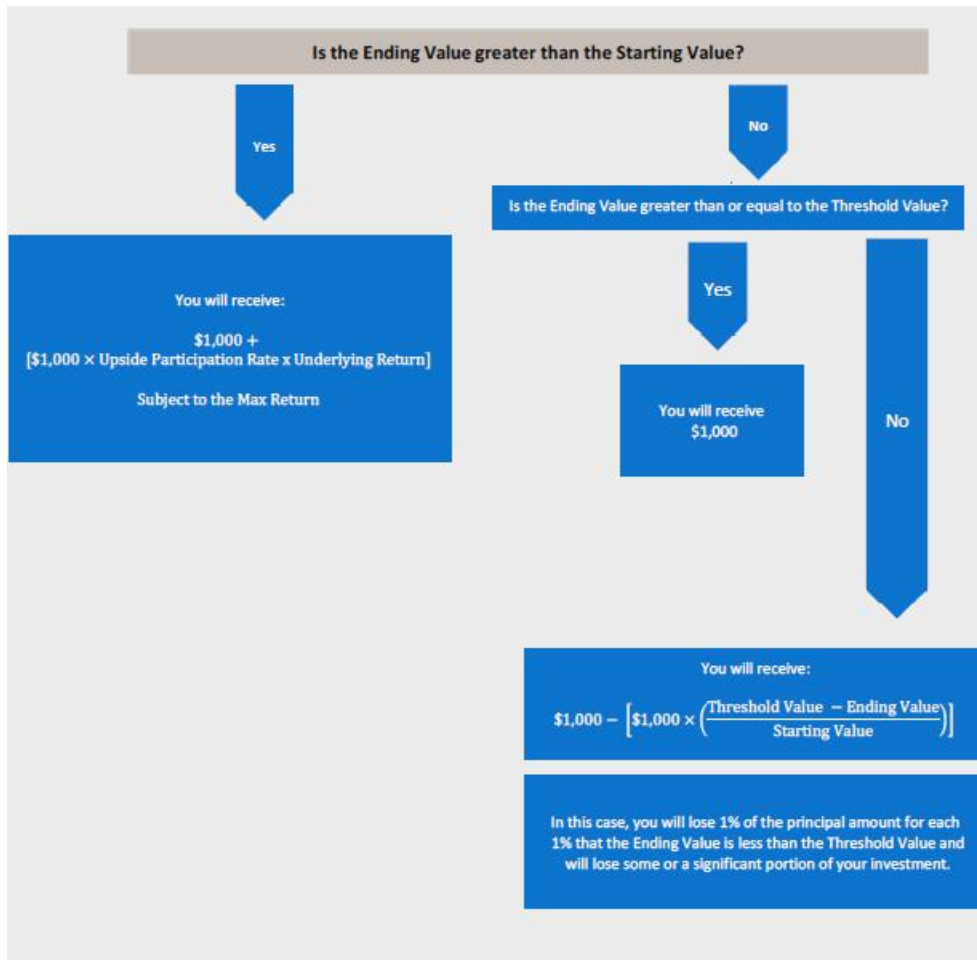 Is the Ending Value greater than the Starting Value?
Yes
No
Is the Ending Value greater than or equal to the Threshold Value?
You will receive:
$1,000 +
[$1,000 × Upside Participation Rate x Underlying Return]
Subject to the Max Return
Yes
No
You will receive
$1,000
You will receive:
$1,000 − [$1,000 × (Threshold Value − Ending Value / Starting Value)]
In this case, you will lose 1% of the principal amount for each
1% that the Ending Value is less than the Threshold Value and
will lose some or a significant portion of your investment.